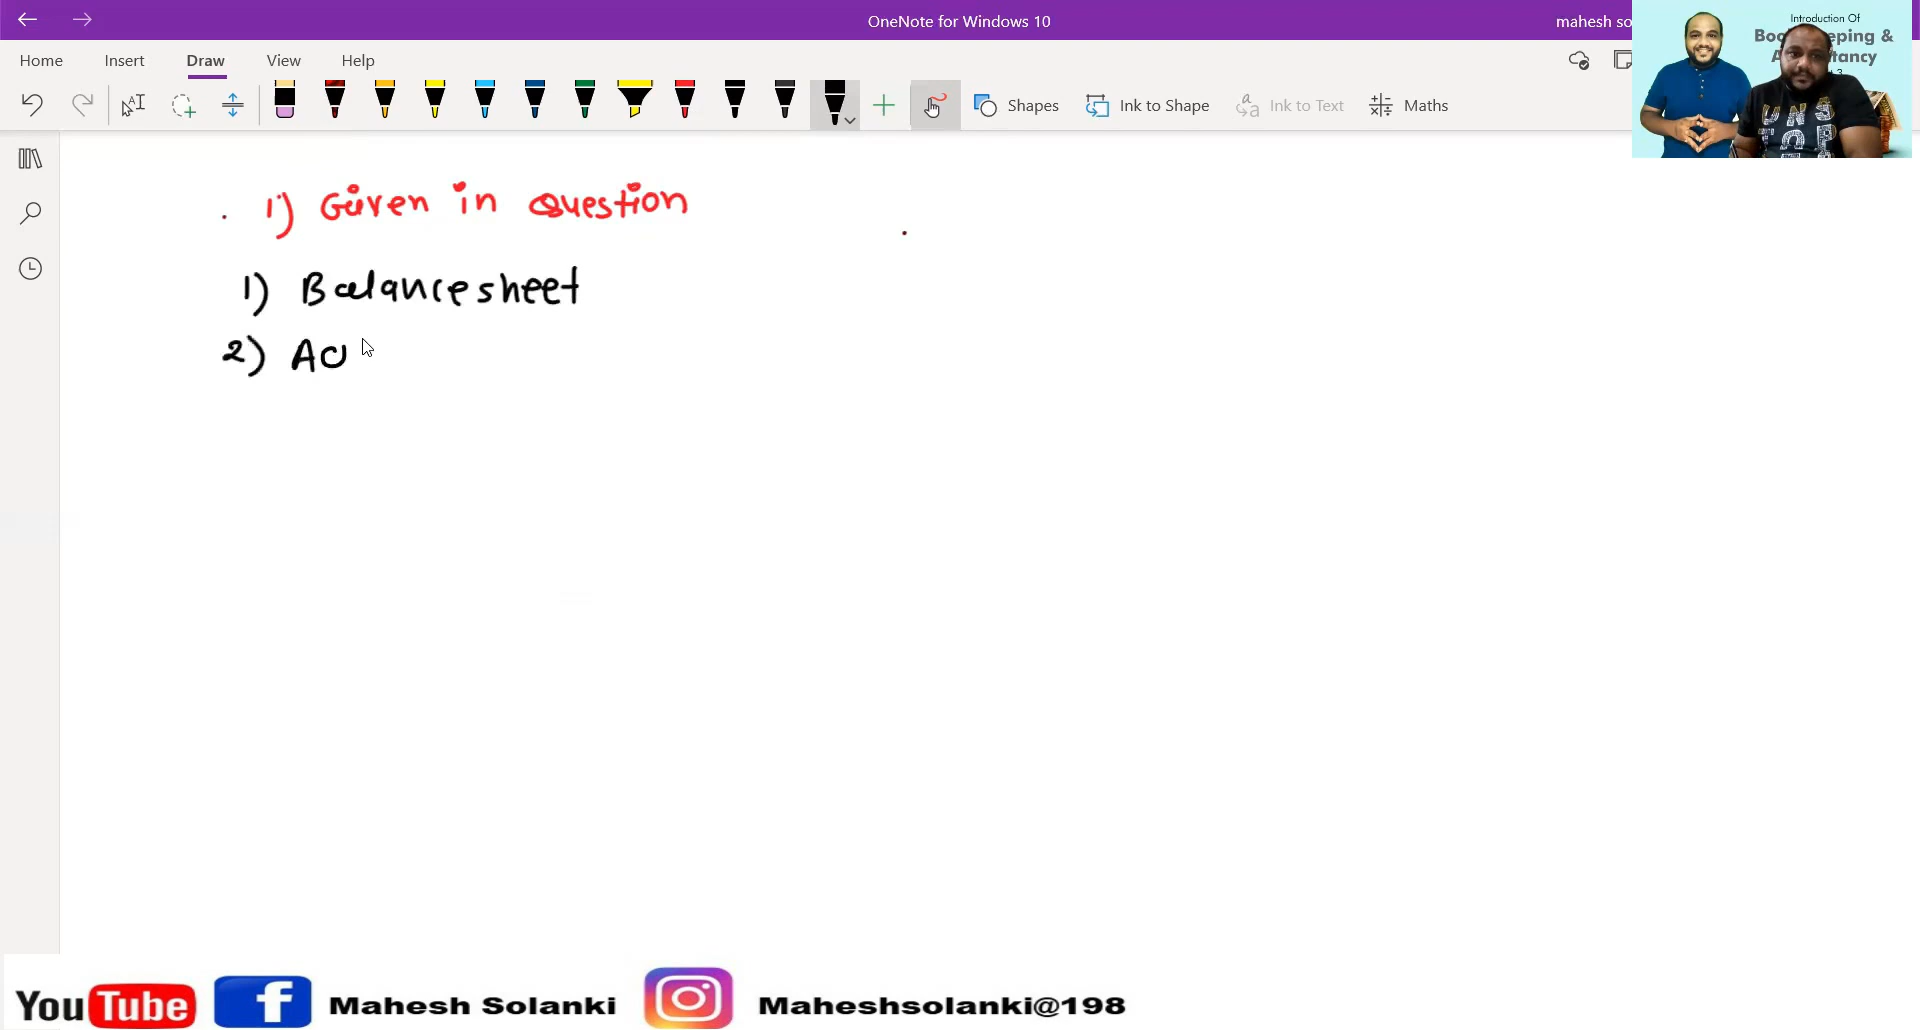 OneNote for Windows 10
mahesh so
Home Insert Draw View Help
Shapes Ink to Shape Ink to Text Maths
Introduction Of
1) Given in Question
1) Balancesheet
2) Ad
YouTube f Mahesh Solanki Maheshsolanki@198